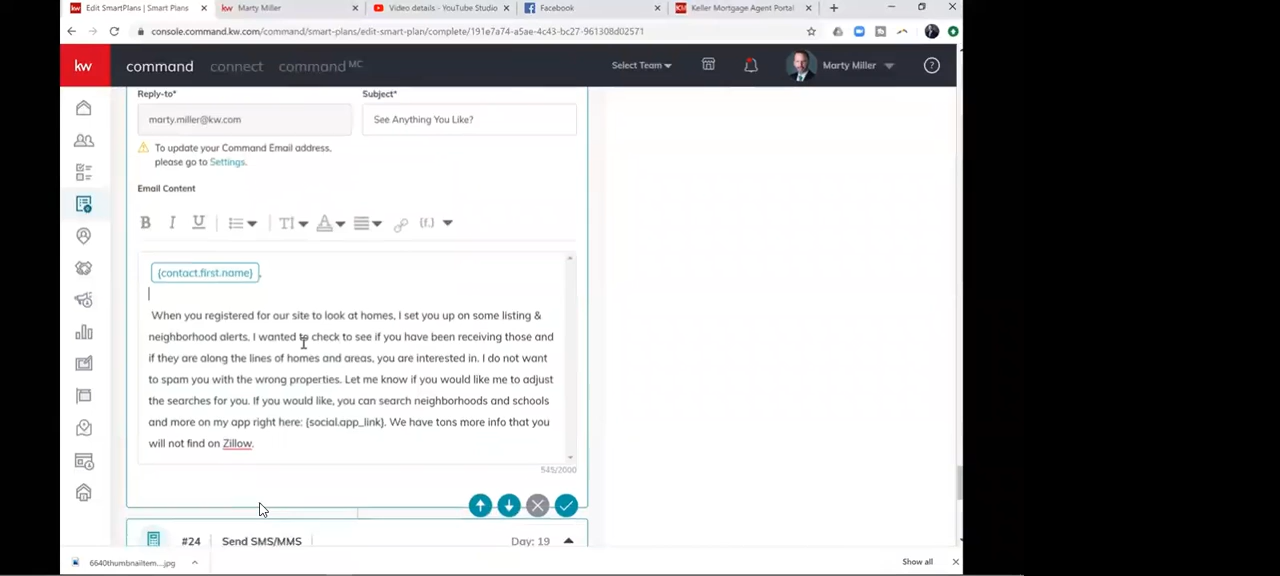 Edit SmartPlans | Smart Plans
Marty Miller
Video details - YouTube Studio
Facebook
Keller Mortgage Agent Portal
console.command.kw.com/command/smart-plans/edit-smart-plan/complete/191e7a74-a5ae-4c43-bc27-961308d02571
kw command connect command MC Select Team Marty Miller
Reply-to* Subject*
marty.miller@kw.com See Anything You Like?
To update your Command Email address,
please go to Settings.
Email Content
B I U TI A {f.}
{contact.first.name} ,
When you registered for our site to look at homes, I set you up on some listing &
neighborhood alerts, I wanted to check to see if you have been receiving those and
if they are along the lines of homes and areas, you are interested in. I do not want
to spam you with the wrong properties. Let me know if you would like me to adjust
the searches for you. If you would like, you can search neighborhoods and schools
and more on my app right here: {social.app_link}. We have tons more info that you
will not find on Zillow.
545/2000
#24 Send SMS/MMS Day: 19
6640thumbnailtem....jpg Show all